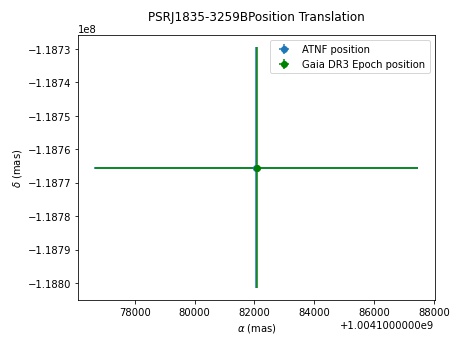 PSRJ1835-3259BPosition Translation
1e8
ATNF position
Gaia DR3 Epoch position
−1.1873
−1.1874
−1.1875
−1.1876
−1.1877
−1.1878
−1.1879
−1.1880
δ (mas)
78000 80000 82000 84000 86000 88000
α (mas)
+1.0041000000e9